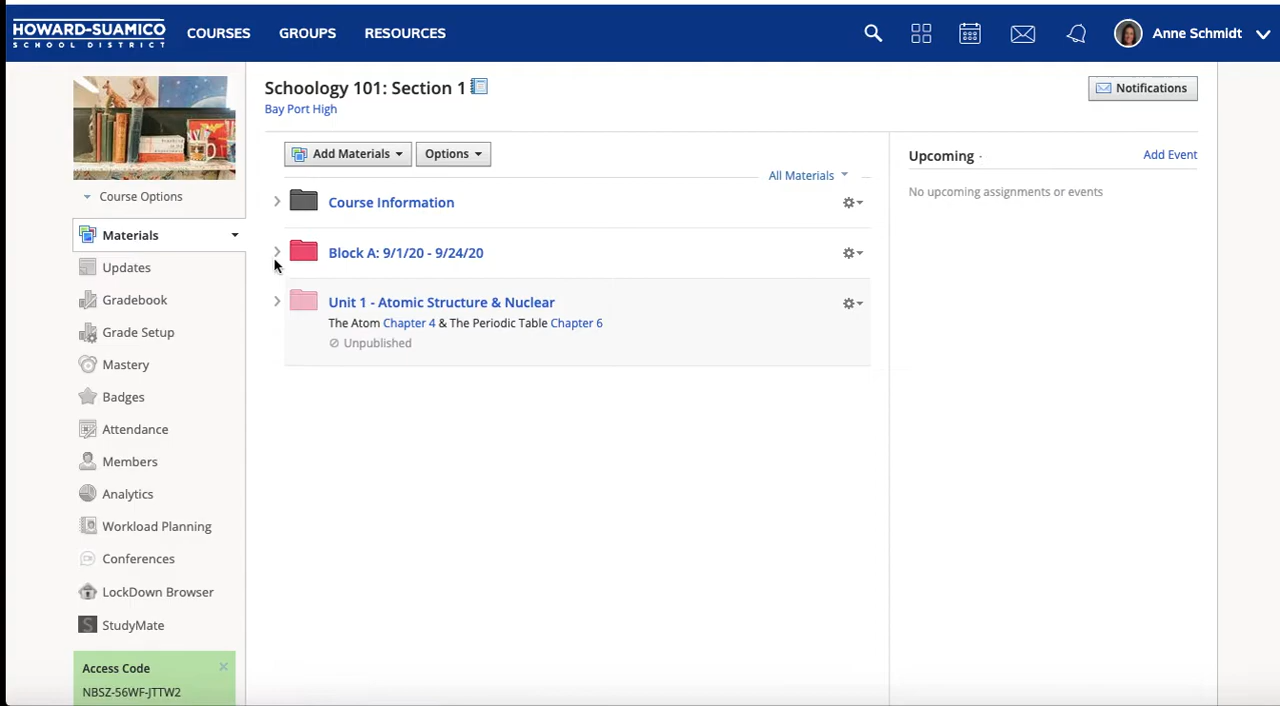 HOWARD-SUAMICO
SCHOOL DISTRICT
COURSES
GROUPS
RESOURCES
Anne Schmidt
Schoology 101: Section 1
Notifications
Bay Port High
Add Materials
Options
Upcoming ·
Add Event
All Materials
No upcoming assignments or events
Course Options
Course Information
Materials
Block A: 9/1/20 - 9/24/20
Updates
Gradebook
Unit 1 - Atomic Structure & Nuclear
The Atom Chapter 4 & The Periodic Table Chapter 6
Unpublished
Grade Setup
Mastery
Badges
Attendance
Members
Analytics
Workload Planning
Conferences
LockDown Browser
S StudyMate
Access Code
NBSZ-56WF-JTTW2